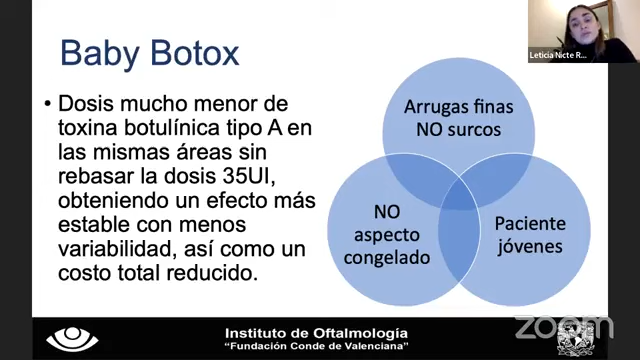 Baby Botox
Leticia Nicte R...
• Dosis mucho menor de
toxina botulínica tipo A en
las mismas áreas sin
rebasar la dosis 35UI,
obteniendo un efecto más
estable con menos
variabilidad, así como un
costo total reducido.
Arrugas finas
NO surcos
NO
aspecto
congelado
Paciente
jóvenes
Instituto de Oftalmología
“Fundación Conde de Valenciana”
zoom